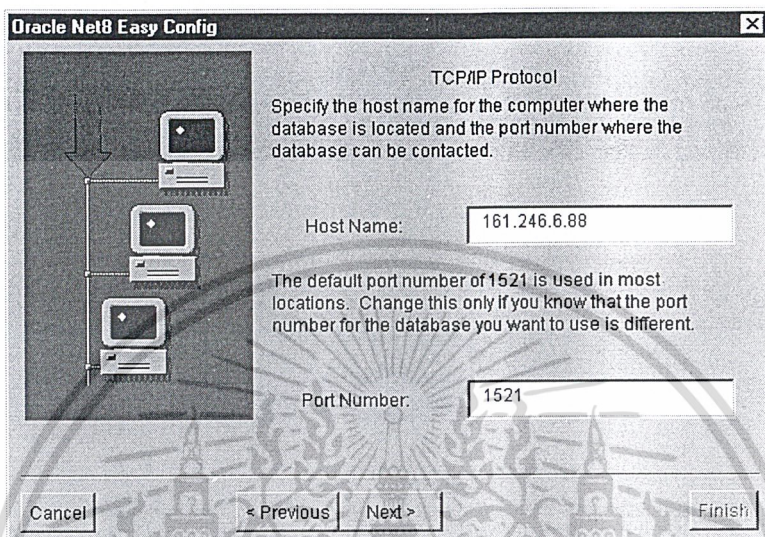 Oracle Net8 Easy Config
TCP/IP Protocol
Specify the host name for the computer where the
database is located and the port number where the
database can be contacted.
Host Name: 161.246.6.88
The default port number of 1521 is used in most
locations. Change this only if you know that the port
number for the database you want to use is different.
Port Number: 1521
Cancel < Previous Next > Finish